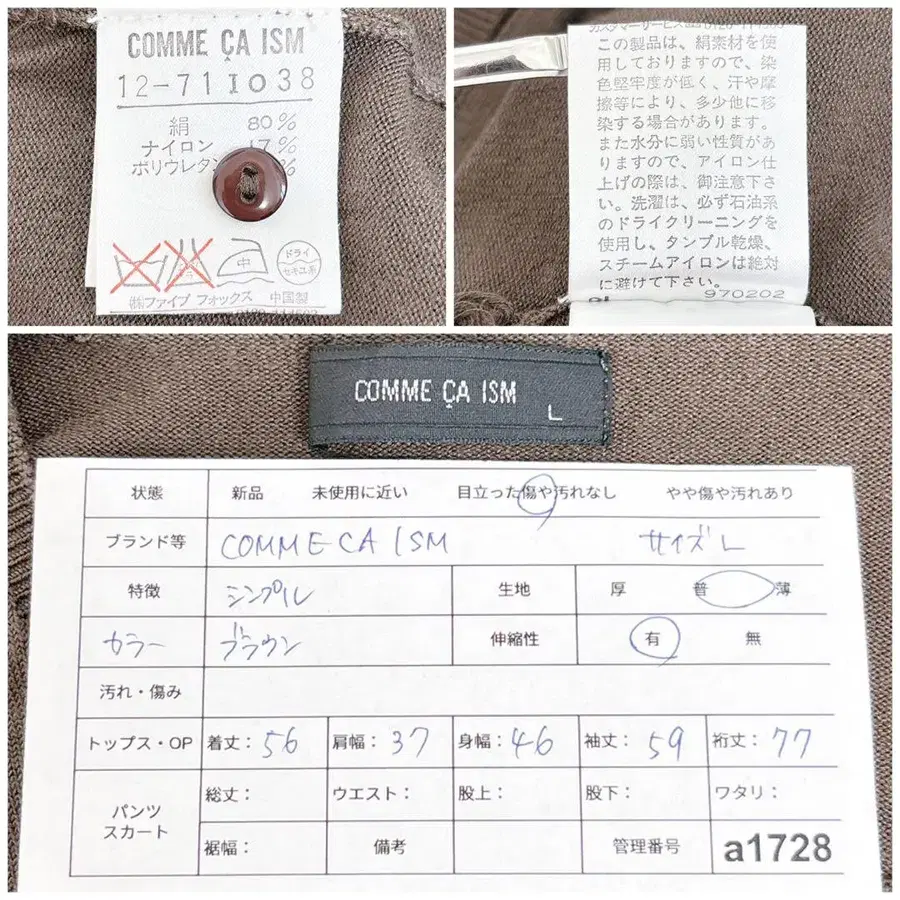 COMME ÇA ISM
12-71 IO 38
絹 80%
ナイロン 17%
ポリウレタン %
中
ドライ
セキユ系
㈱ファイブ フォックス 中国製
この製品は、絹素材を使
用しておりますので、染
色堅牢度が低く、汗や摩
擦等により、多少他に移
染する場合があります。
また水分に弱い性質があ
りますので、アイロン仕
上げの際は、御注意下さ
い。洗濯は、必ず石油系
のドライクリーニングを
使用し、タンブル乾燥、
スチームアイロンは絶対
に避けて下さい。
970202
COMME ÇA ISM
L
状態 新品 未使用に近い 目立った傷や汚れなし やや傷や汚れあり
ブランド等 COMME CA ISM サイズ L
特徴 シンプル 生地 厚 普 薄
カラー ブラウン 伸縮性 有 無
汚れ・傷み
トップス・OP 着丈：56 肩幅：37 身幅：46 袖丈：59 裄丈：77
パンツ
スカート
総丈： ウエスト： 股上： 股下： ワタリ：
裾幅： 備考 管理番号 a1728